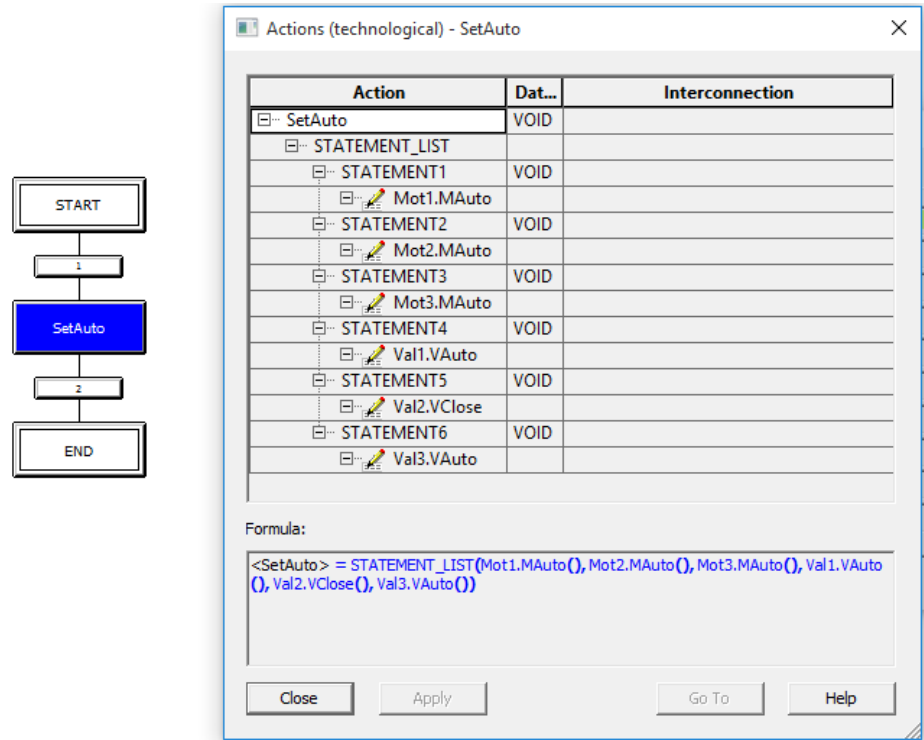 Actions (technological) - SetAuto
START
1
SetAuto
2
END
Action Dat... Interconnection
SetAuto VOID
STATEMENT_LIST
STATEMENT1 VOID
Mot1.MAuto
STATEMENT2 VOID
Mot2.MAuto
STATEMENT3 VOID
Mot3.MAuto
STATEMENT4 VOID
Val1.VAuto
STATEMENT5 VOID
Val2.VClose
STATEMENT6 VOID
Val3.VAuto
Formula:
<SetAuto> = STATEMENT_LIST(Mot1.MAuto(), Mot2.MAuto(), Mot3.MAuto(), Val1.VAuto
(), Val2.VClose(), Val3.VAuto())
Close Apply Go To Help